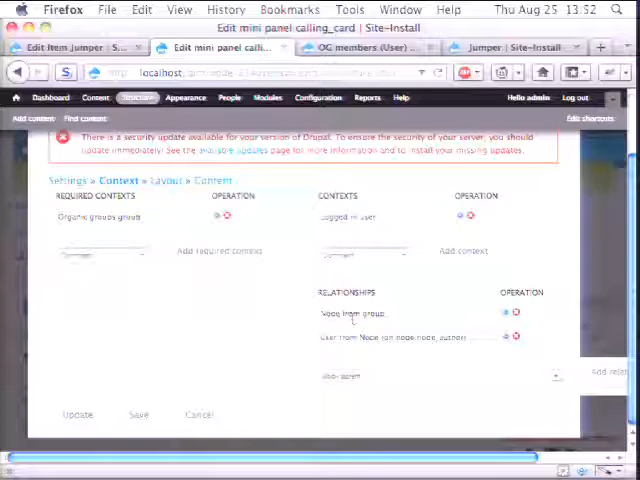 Firefox File Edit View History Bookmarks Tools Window Help Thu Aug 25 13:52
Edit mini panel calling_card | Site-Install
Edit Item Jumper
Edit mini panel calli...
OG members (User) ...
Jumper | Site-Install
localhost
Dashboard Content Structure Appearance People Modules Configuration Reports Help Hello admin Log out
Add content Find content Edit shortcuts
There is a security update available for your version of Drupal. To ensure the security of your server, you should
update immediately! See the available updates page for more information and to install your missing updates.
Settings » Context » Layout » Content
REQUIRED CONTEXTS OPERATION CONTEXTS OPERATION
Organic groups group Logged in user
Comment Add required context Comment Add context
RELATIONSHIPS OPERATION
Node from group
User from Node (on node.node_author)
Add rela
Update Save Cancel